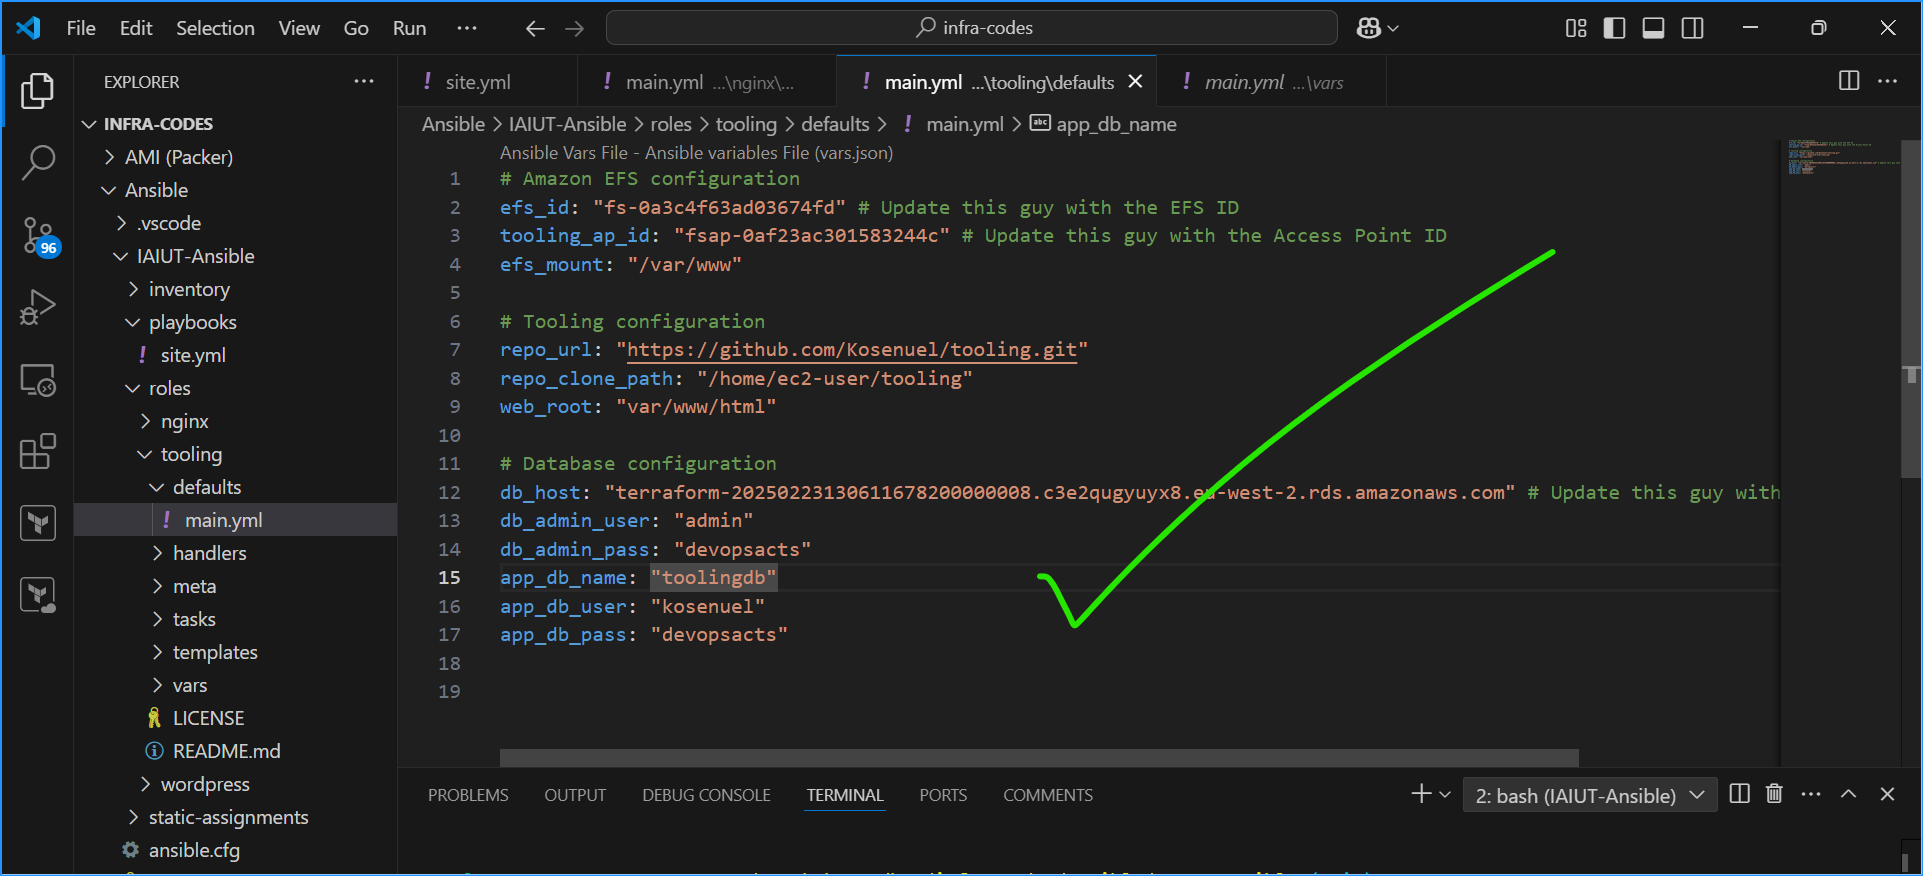 File Edit Selection View Go Run ··· infra-codes
EXPLORER ···
INFRA-CODES
AMI (Packer)
Ansible
.vscode
IAIUT-Ansible
inventory
playbooks
! site.yml
roles
nginx
tooling
defaults
! main.yml
handlers
meta
tasks
templates
vars
LICENSE
README.md
wordpress
static-assignments
ansible.cfg
96
! site.yml ! main.yml ...\nginx\... ! main.yml ...\tooling\defaults ! main.yml ...\vars
Ansible > IAIUT-Ansible > roles > tooling > defaults > ! main.yml > abc app_db_name
Ansible Vars File - Ansible variables File (vars.json)
1 # Amazon EFS configuration
2 efs_id: "fs-0a3c4f63ad03674fd" # Update this guy with the EFS ID
3 tooling_ap_id: "fsap-0af23ac301583244c" # Update this guy with the Access Point ID
4 efs_mount: "/var/www"
5
6 # Tooling configuration
7 repo_url: "https://github.com/Kosenuel/tooling.git"
8 repo_clone_path: "/home/ec2-user/tooling"
9 web_root: "var/www/html"
10
11 # Database configuration
12 db_host: "terraform-20250223130611678200000008.c3e2qugyuyx8.eu-west-2.rds.amazonaws.com" # Update this guy with
13 db_admin_user: "admin"
14 db_admin_pass: "devopsacts"
15 app_db_name: "toolingdb"
16 app_db_user: "kosenuel"
17 app_db_pass: "devopsacts"
18
19
PROBLEMS OUTPUT DEBUG CONSOLE TERMINAL PORTS COMMENTS 2: bash (IAIUT-Ansible)